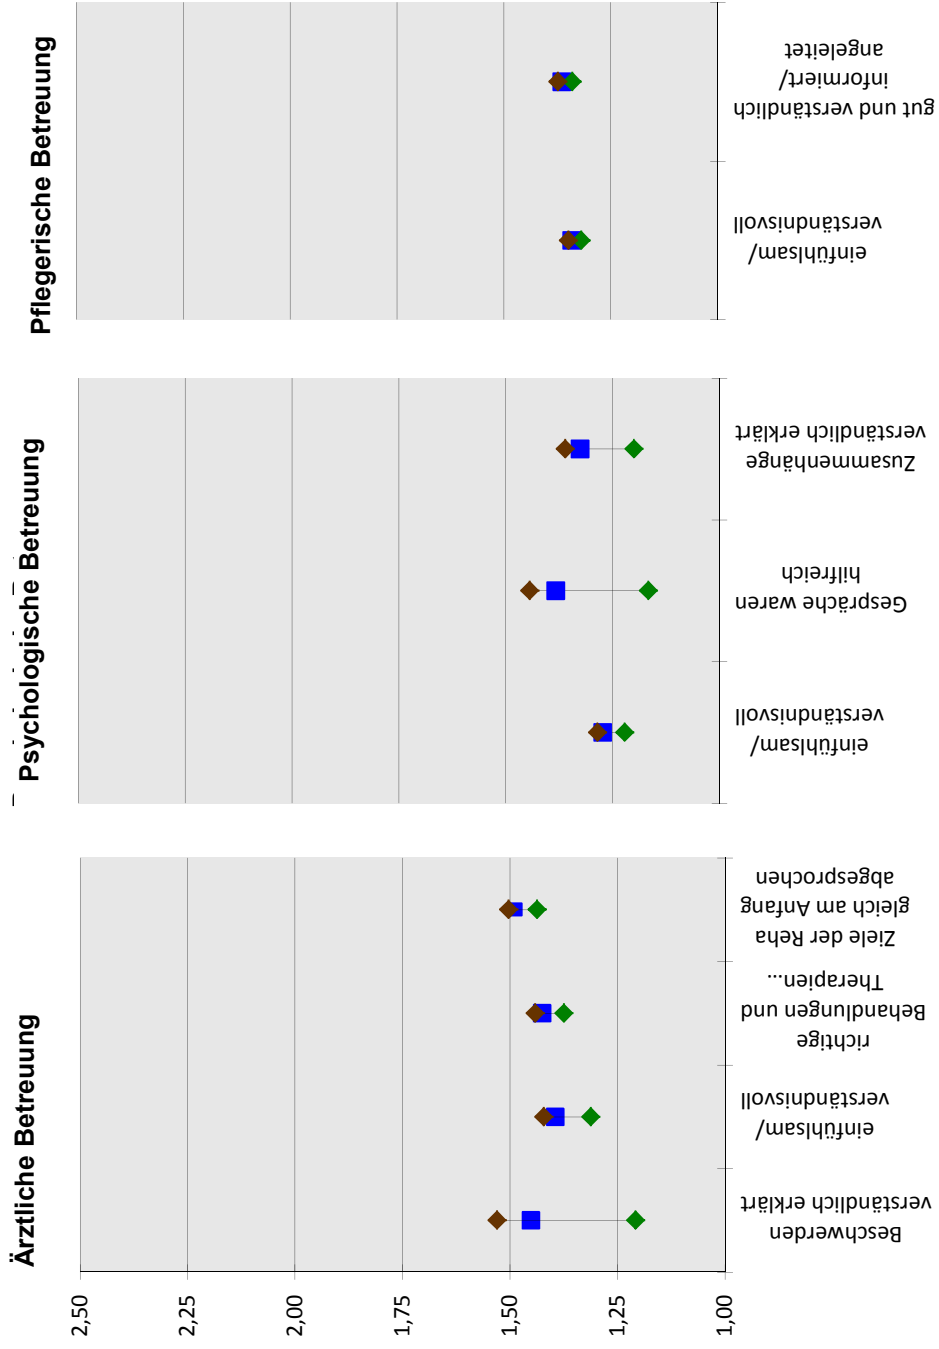 Ärztliche Betreuung
2,50
2,25
2,00
1,75
1,50
1,25
1,00
Beschwerden
verständlich erklärt
einfühlsam/
verständnisvoll
richtige
Behandlungen und
Therapien...
Ziele der Reha
gleich am Anfang
abgesprochen
Psychologische Betreuung
einfühlsam/
verständnisvoll
Gespräche waren
hilfreich
Zusammenhänge
verständlich erklärt
Pflegerische Betreuung
einfühlsam/
verständnisvoll
gut und verständlich
informiert/
angeleitet